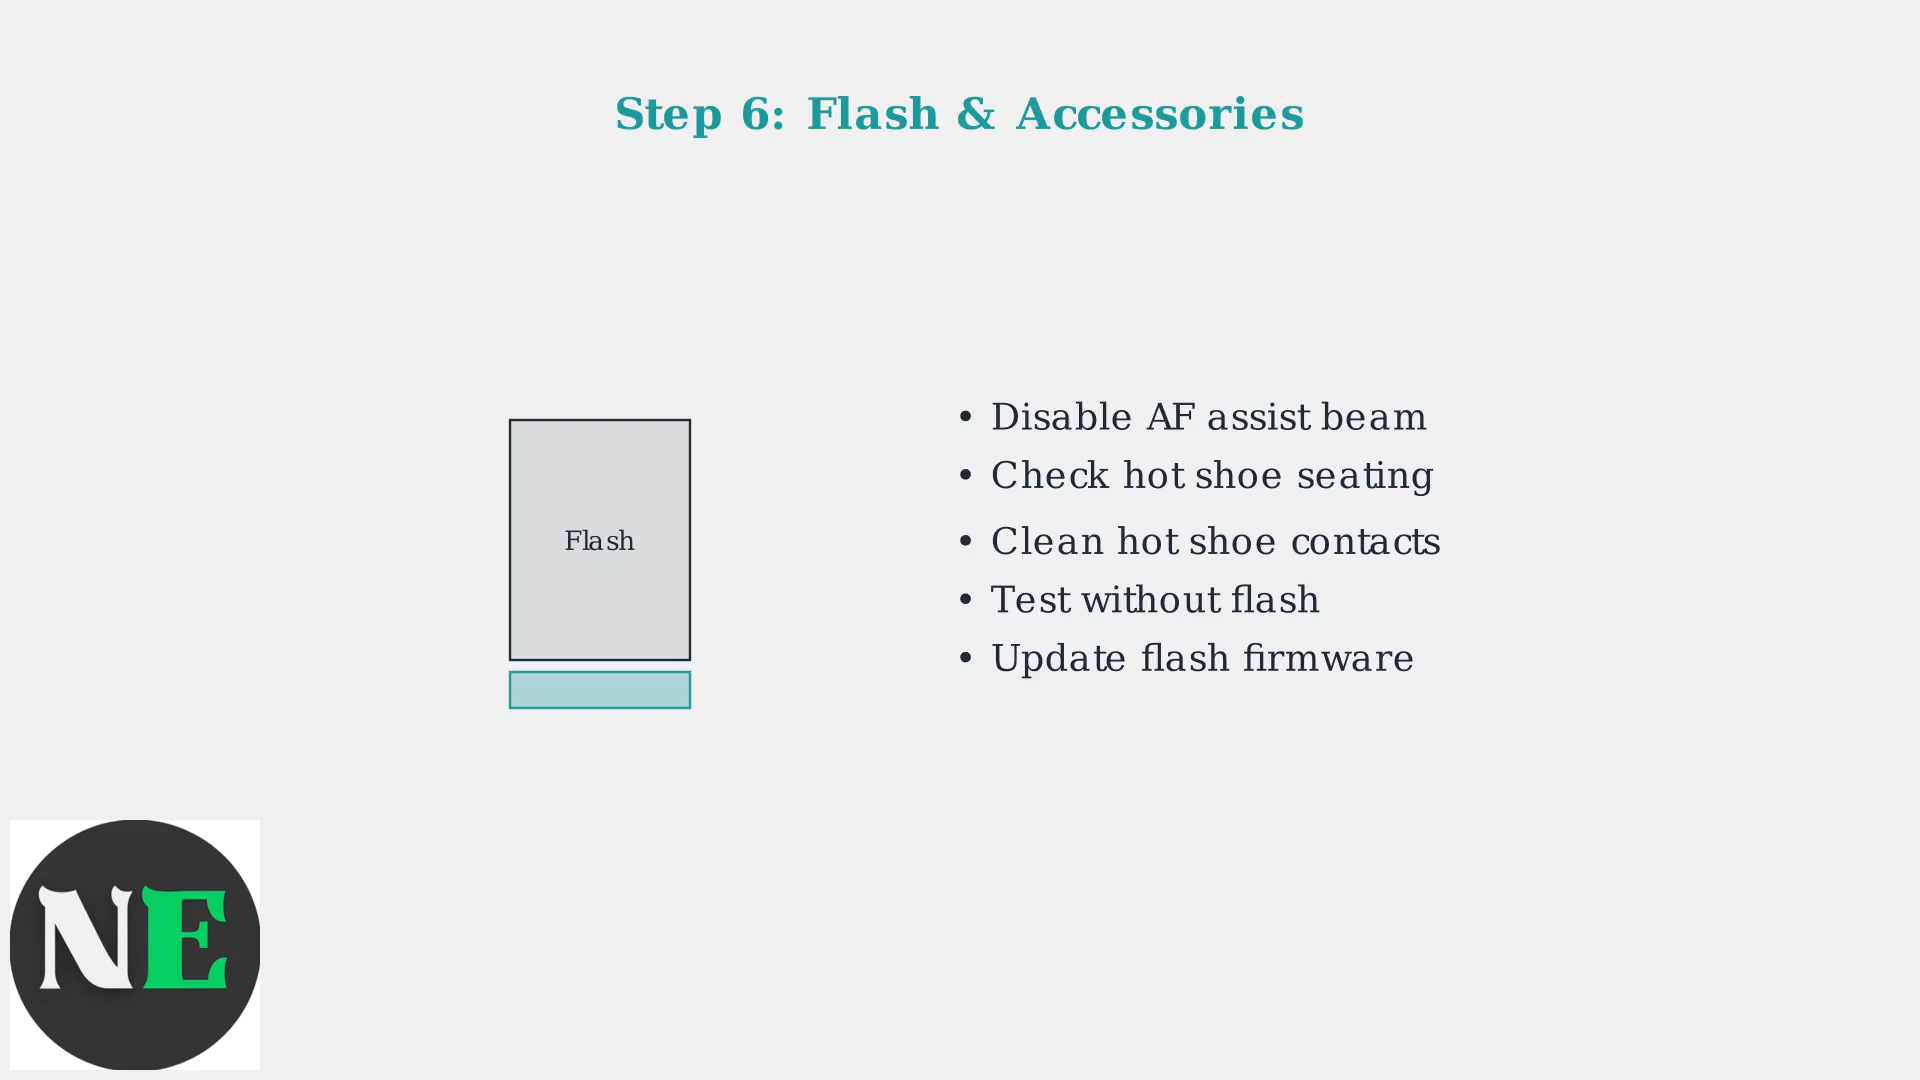 Step 6: Flash & Accessories
Flash
• Disable AF assist beam
• Check hot shoe seating
• Clean hot shoe contacts
• Test without flash
• Update flash firmware
NE